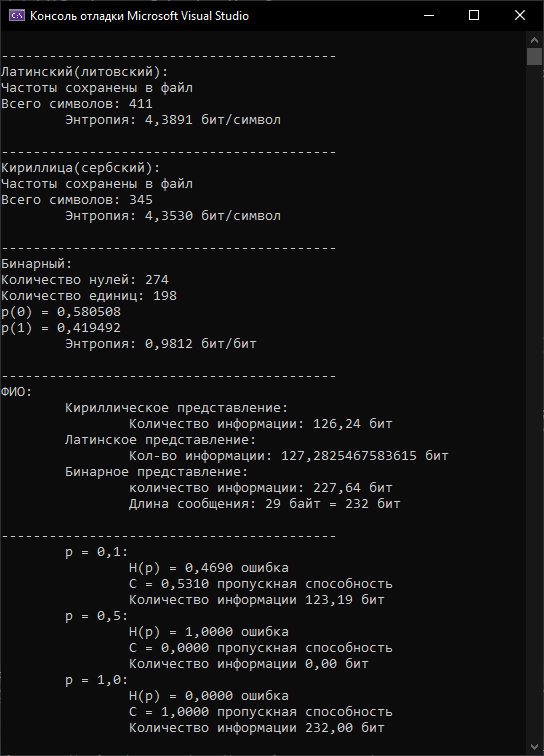 Консоль отладки Microsoft Visual Studio
------------------------------------------
Латинский(литовский):
Частоты сохранены в файл
Всего символов: 411
Энтропия: 4,3891 бит/символ
------------------------------------------
Кириллица(сербский):
Частоты сохранены в файл
Всего символов: 345
Энтропия: 4,3530 бит/символ
------------------------------------------
Бинарный:
Количество нулей: 274
Количество единиц: 198
p(0) = 0,580508
p(1) = 0,419492
Энтропия: 0,9812 бит/бит
------------------------------------------
ФИО:
Кириллическое представление:
Количество информации: 126,24 бит
Латинское представление:
Кол-во информации: 127,2825467583615 бит
Бинарное представление:
количество информации: 227,64 бит
Длина сообщения: 29 байт = 232 бит
------------------------------------------
p = 0,1:
H(p) = 0,4690 ошибка
C = 0,5310 пропускная способность
Количество информации 123,19 бит
p = 0,5:
H(p) = 1,0000 ошибка
C = 0,0000 пропускная способность
Количество информации 0,00 бит
p = 1,0:
H(p) = 0,0000 ошибка
C = 1,0000 пропускная способность
Количество информации 232,00 бит